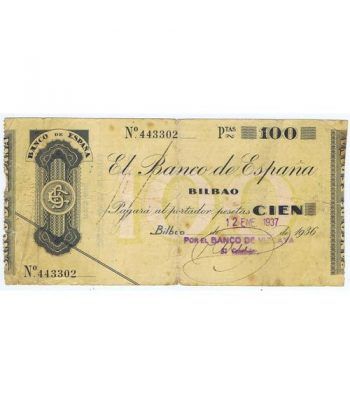 Nº 443302 PTAS 100
BANCO DE ESPAÑA
El Banco de España
BILBAO
100
Pagará al portador pesetas CIEN
12 ENE 1937
Bilbao de de 1936
POR EL BANCO DE VIZCAYA
Nº 443302